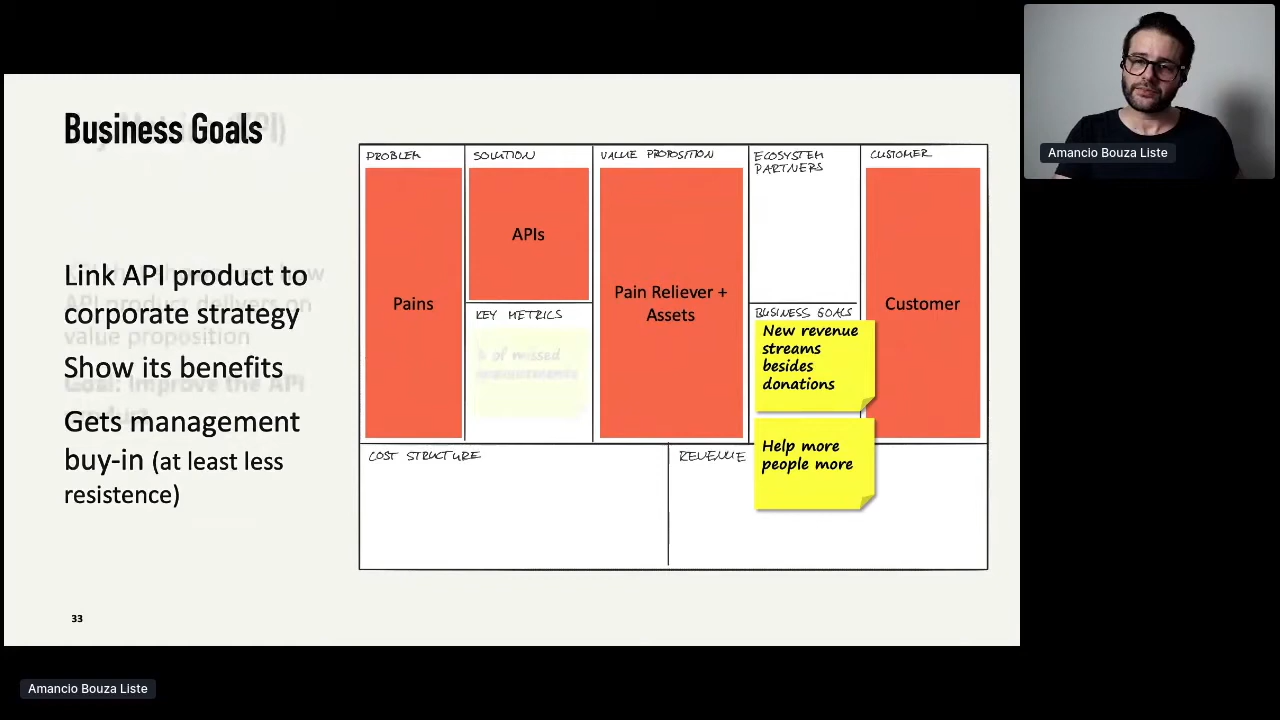 Business Goals
Link API product to
corporate strategy
Show its benefits
Gets management
buy-in (at least less
resistence)
PROBLEM
SOLUTION
VALUE PROPOSITION
ECOSYSTEM
PARTNERS
CUSTOMER
Pains
APIs
Pain Reliever +
Assets
Customer
KEY METRICS
% of missed
BUSINESS GOALS
New revenue
streams
besides
donations
Help more
people more
COST STRUCTURE
REVENUE
33
Amancio Bouza Liste
Amancio Bouza Liste